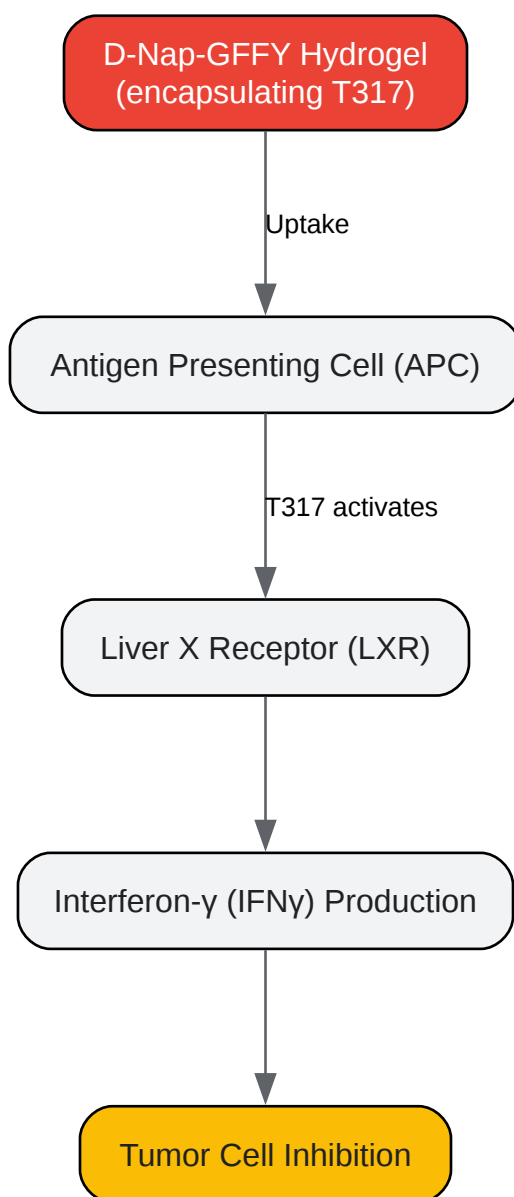 D-Nap-GFFY Hydrogel
(encapsulating T317)
Uptake
Antigen Presenting Cell (APC)
T317 activates
Liver X Receptor (LXR)
Interferon-γ (IFNγ) Production
Tumor Cell Inhibition